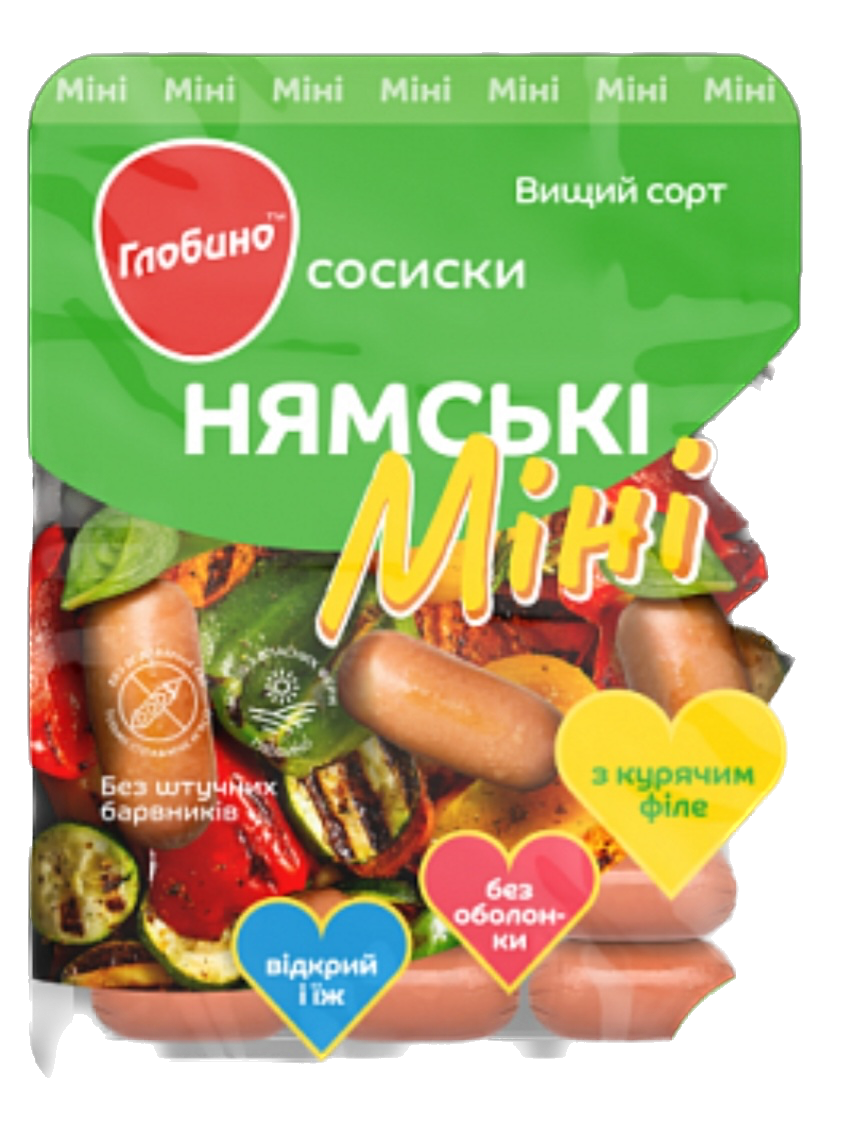 Міні Міні Міні Міні Міні Міні Міні
Вищий сорт
Глобино™
сосиски
НЯМСЬКІ
Міні
Без штучних
барвників
з курячим
філе
без
оболон-
ки
відкрий
і їж